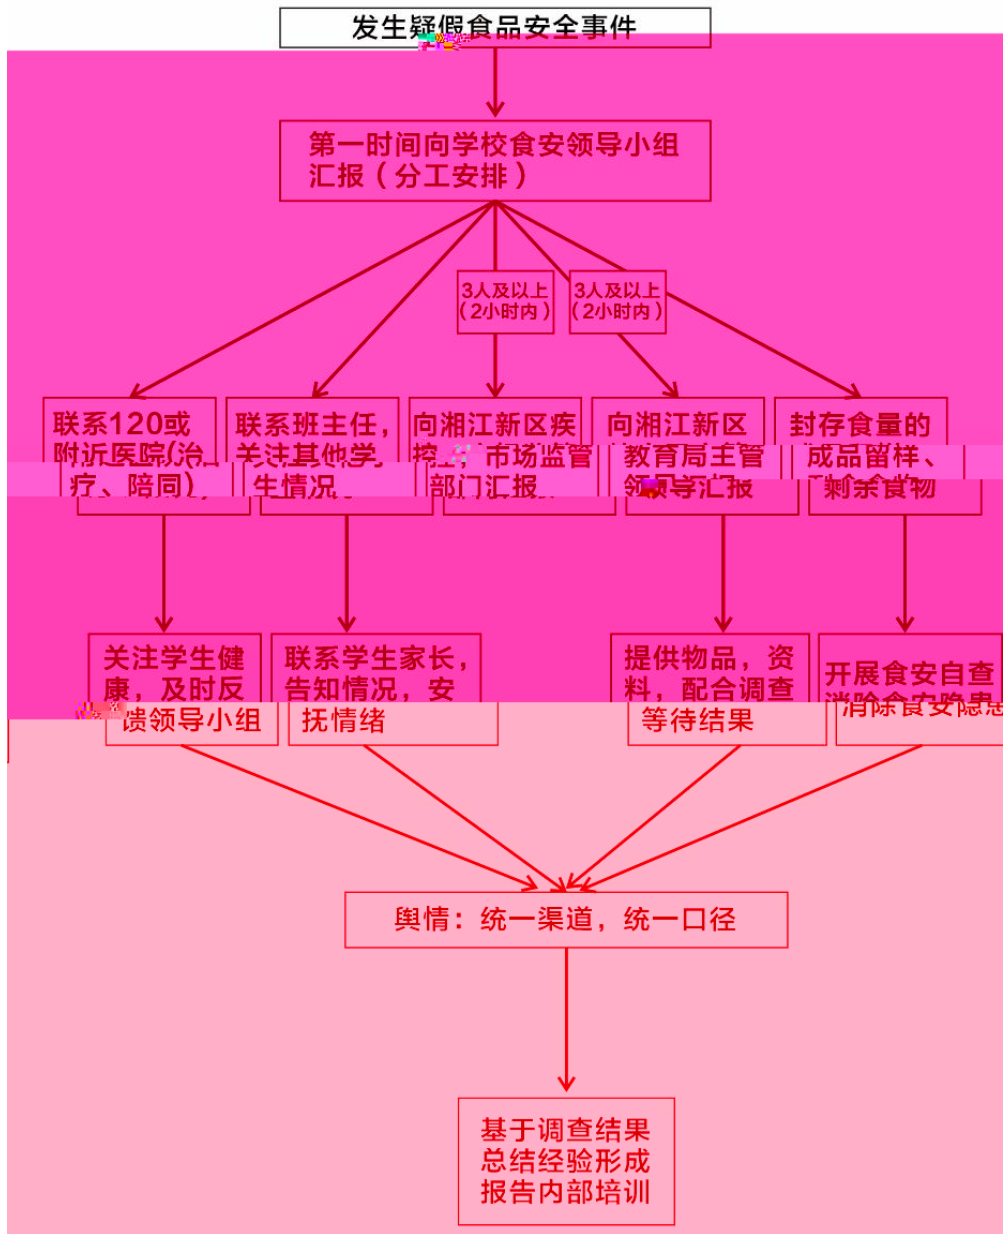 发生疑假食品安全事件
第一时间向学校食安领导小组
汇报（分工安排）
3人及以上
（2小时内）
3人及以上
（2小时内）
联系120或
附近医院(治
疗、陪同)
联系班主任，
关注其他学
生情况
向湘江新区疾
控 市场监管
部门汇报
向湘江新区
教育局主管
领导汇报
封存食量的
成品留样、
剩余食物
关注学生健
康，及时反
馈领导小组
联系学生家长，
告知情况，安
抚情绪
提供物品，资
料，配合调查
等待结果
开展食安自查
消除食安隐患
舆情：统一渠道，统一口径
基于调查结果
总结经验形成
报告内部培训